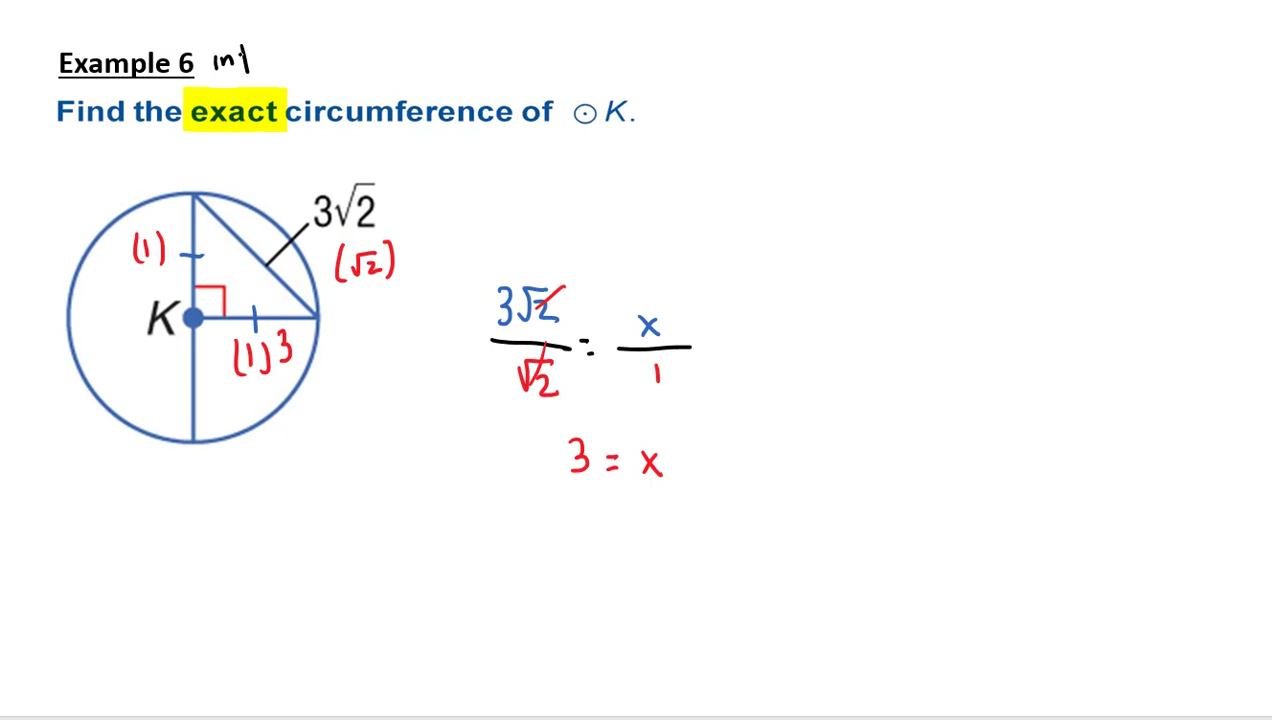 Example 6 int
Find the exact circumference of ⊙ K.
3√2
(1)
(√2)
K
(1) 3
3√2 / √2 = x / 1
3 = x